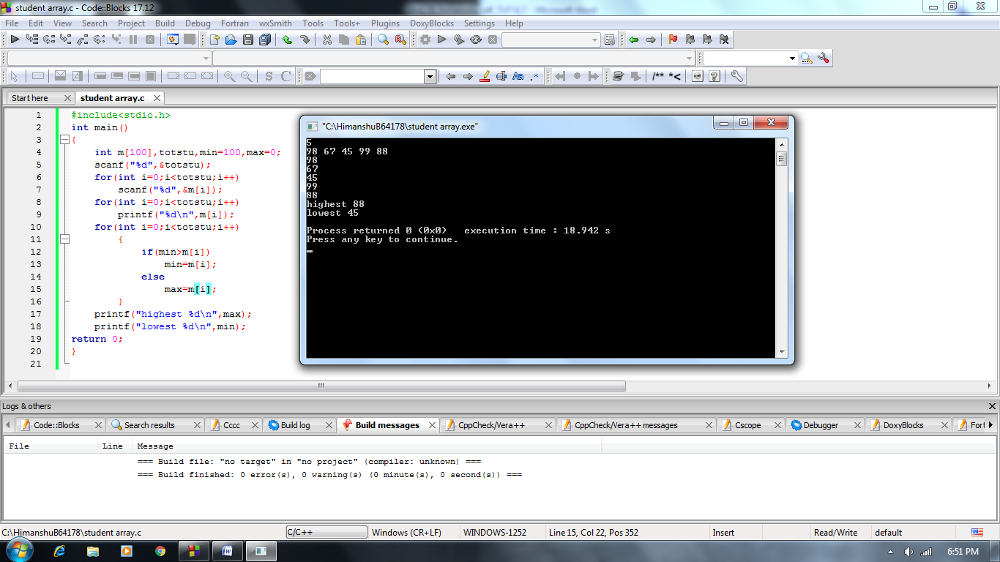 student array.c - Code::Blocks 17.12
File Edit View Search Project Build Debug Fortran wxSmith Tools Tools+ Plugins DoxyBlocks Settings Help
Start here
student array.c
1 #include<stdio.h>
2 int main()
3 {
4 int m[100],totstu,min=100,max=0;
5 scanf("%d",&totstu);
6 for(int i=0;i<totstu;i++)
7 scanf("%d",&m[i]);
8 for(int i=0;i<totstu;i++)
9 printf("%d\n",m[i]);
10 for(int i=0;i<totstu;i++)
11 {
12 if(min>m[i])
13 min=m[i];
14 else
15 max=m[i];
16 }
17 printf("highest %d\n",max);
18 printf("lowest %d\n",min);
19 return 0;
20 }
21
"C:\HimanshuB64178\student array.exe"
5
98 67 45 99 88
98
67
45
99
88
highest 88
lowest 45
Process returned 0 (0x0) execution time : 18.942 s
Press any key to continue.
Logs & others
Code::Blocks Search results Cccc Build log Build messages CppCheck/Vera++ CppCheck/Vera++ messages Cscope Debugger DoxyBlocks Fort
File Line Message
=== Build file: "no target" in "no project" (compiler: unknown) ===
=== Build finished: 0 error(s), 0 warning(s) (0 minute(s), 0 second(s)) ===
C:\HimanshuB64178\student array.c C/C++ Windows (CR+LF) WINDOWS-1252 Line 15, Col 22, Pos 352 Insert Read/Write default
6:51 PM